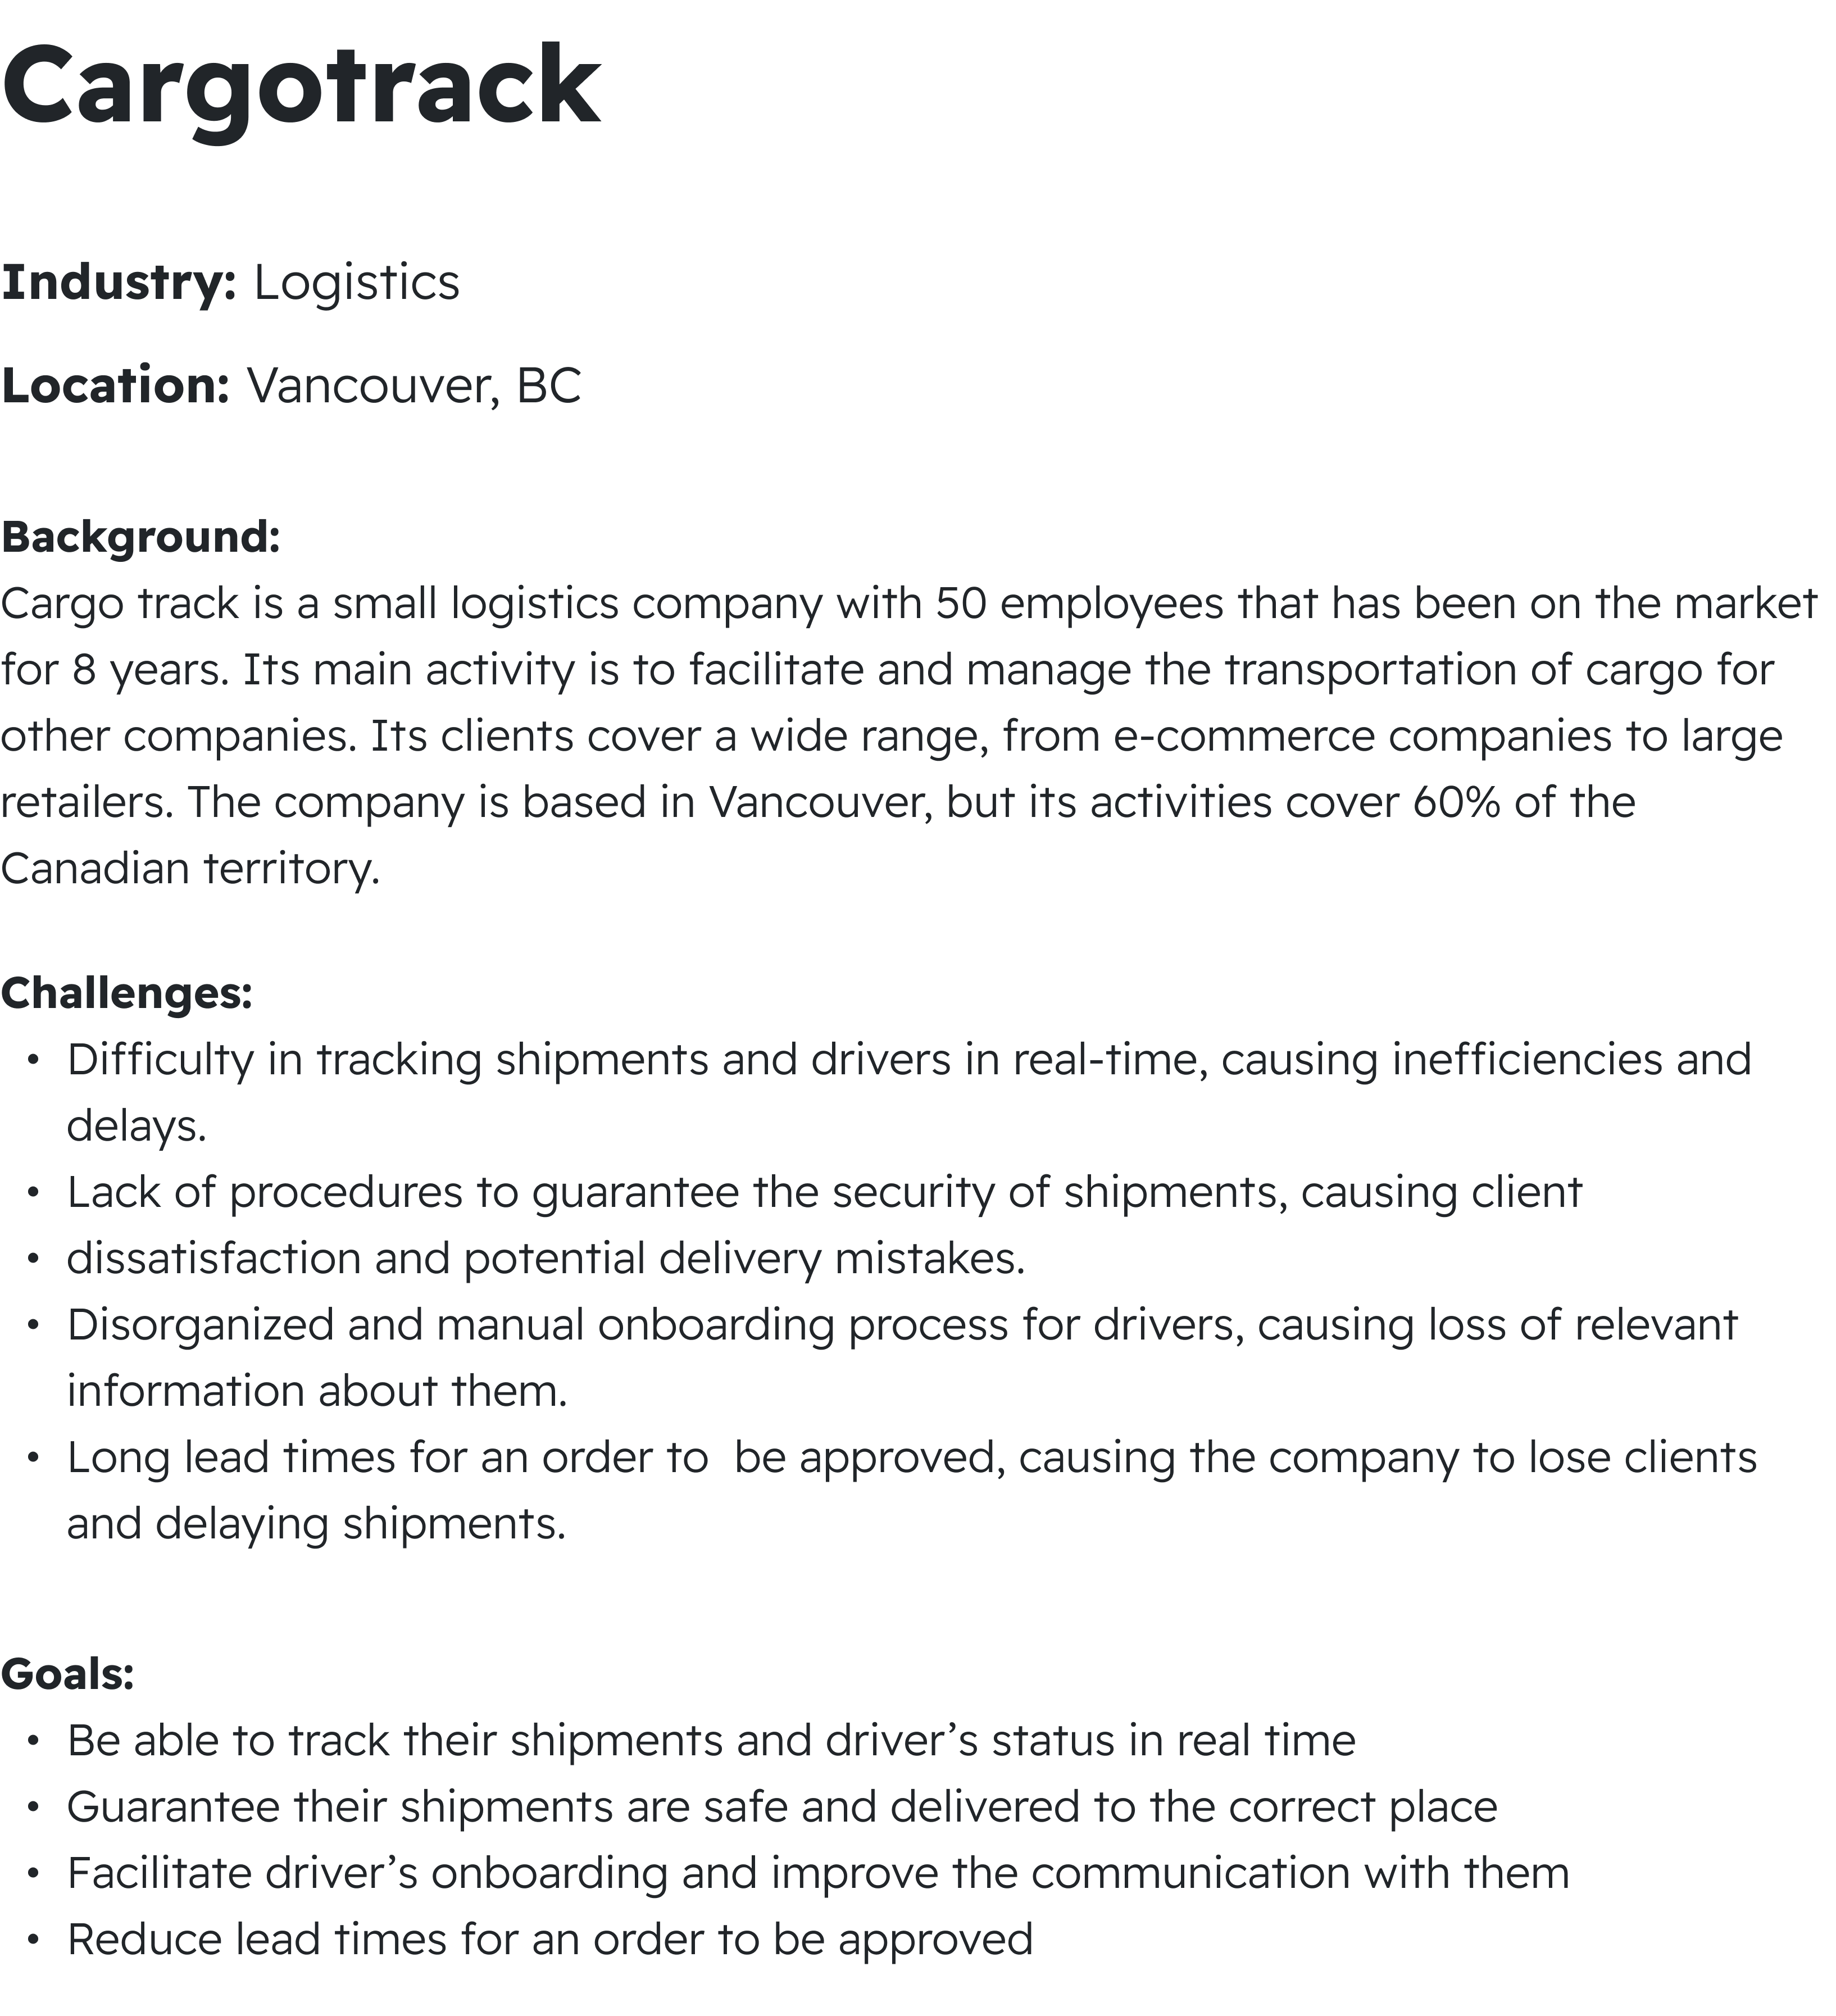 Cargotrack
Industry: Logistics
Location: Vancouver, BC
Background:
Cargo track is a small logistics company with 50 employees that has been on the market
for 8 years. Its main activity is to facilitate and manage the transportation of cargo for
other companies. Its clients cover a wide range, from e-commerce companies to large
retailers. The company is based in Vancouver, but its activities cover 60% of the
Canadian territory.
Challenges:
• Difficulty in tracking shipments and drivers in real-time, causing inefficiencies and
delays.
• Lack of procedures to guarantee the security of shipments, causing client
• dissatisfaction and potential delivery mistakes.
• Disorganized and manual onboarding process for drivers, causing loss of relevant
information about them.
• Long lead times for an order to  be approved, causing the company to lose clients
and delaying shipments.
Goals:
• Be able to track their shipments and driver’s status in real time
• Guarantee their shipments are safe and delivered to the correct place
• Facilitate driver’s onboarding and improve the communication with them
• Reduce lead times for an order to be approved